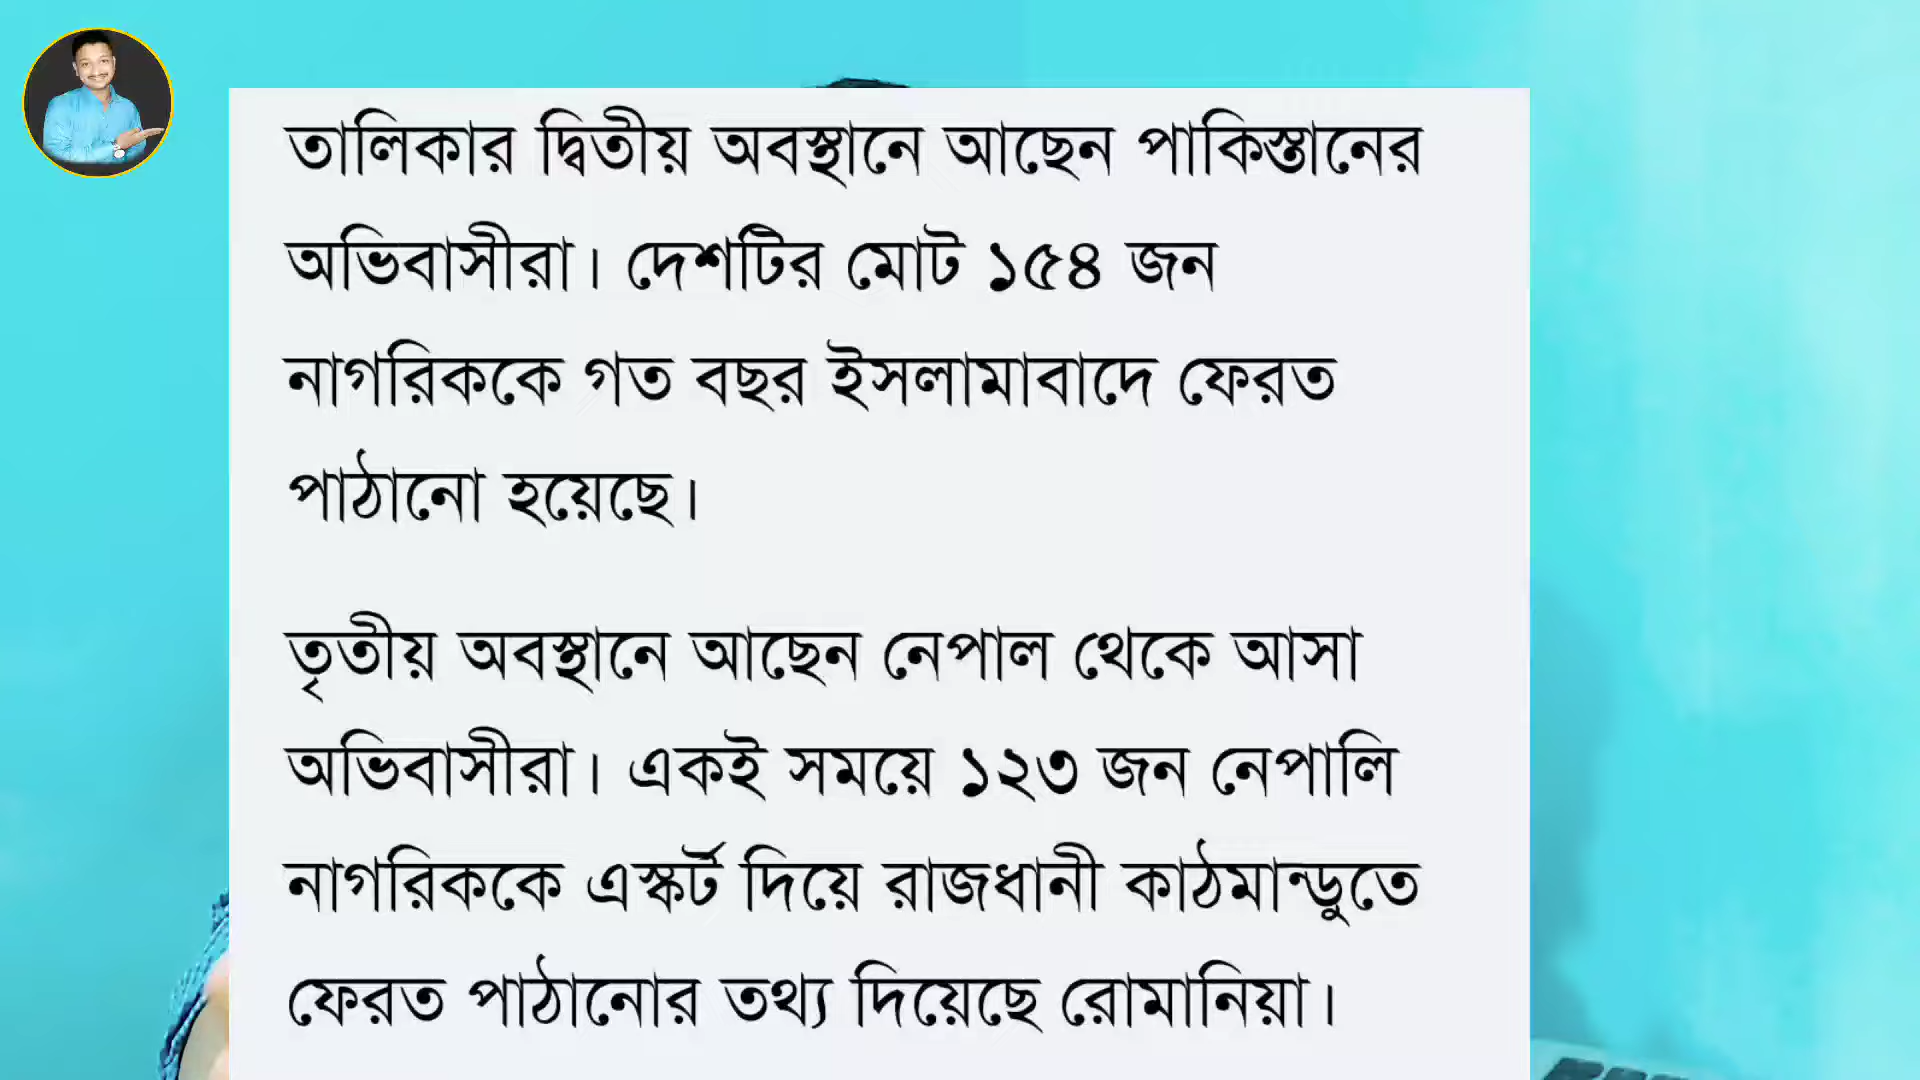 তালিকার দ্বিতীয় অবস্থানে আছেন পাকিস্তানের
অভিবাসীরা। দেশটির মোট ১৫৪ জন
নাগরিককে গত বছর ইসলামাবাদে ফেরত
পাঠানো হয়েছে।
তৃতীয় অবস্থানে আছেন নেপাল থেকে আসা
অভিবাসীরা। একই সময়ে ১২৩ জন নেপালি
নাগরিককে এস্কর্ট দিয়ে রাজধানী কাঠমান্ডুতে
ফেরত পাঠানোর তথ্য দিয়েছে রোমানিয়া।